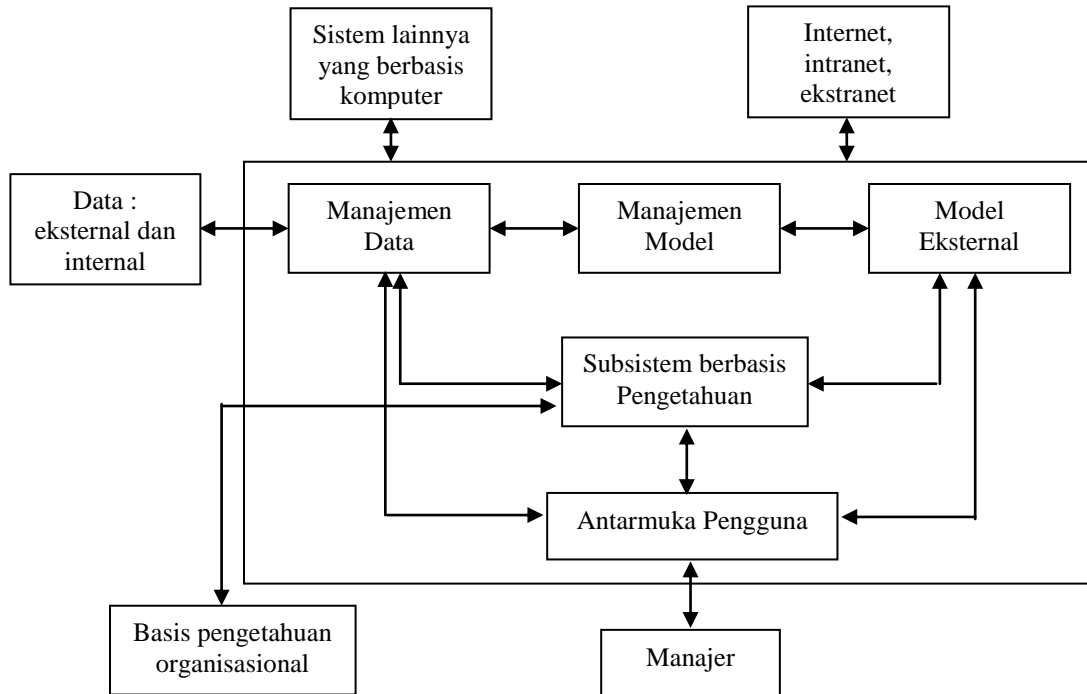 Sistem lainnya
yang berbasis
komputer
Internet,
intranet,
ekstranet
Data :
eksternal dan
internal
Manajemen
Data
Manajemen
Model
Model
Eksternal
Subsistem berbasis
Pengetahuan
Antarmuka Pengguna
Basis pengetahuan
organisasional
Manajer